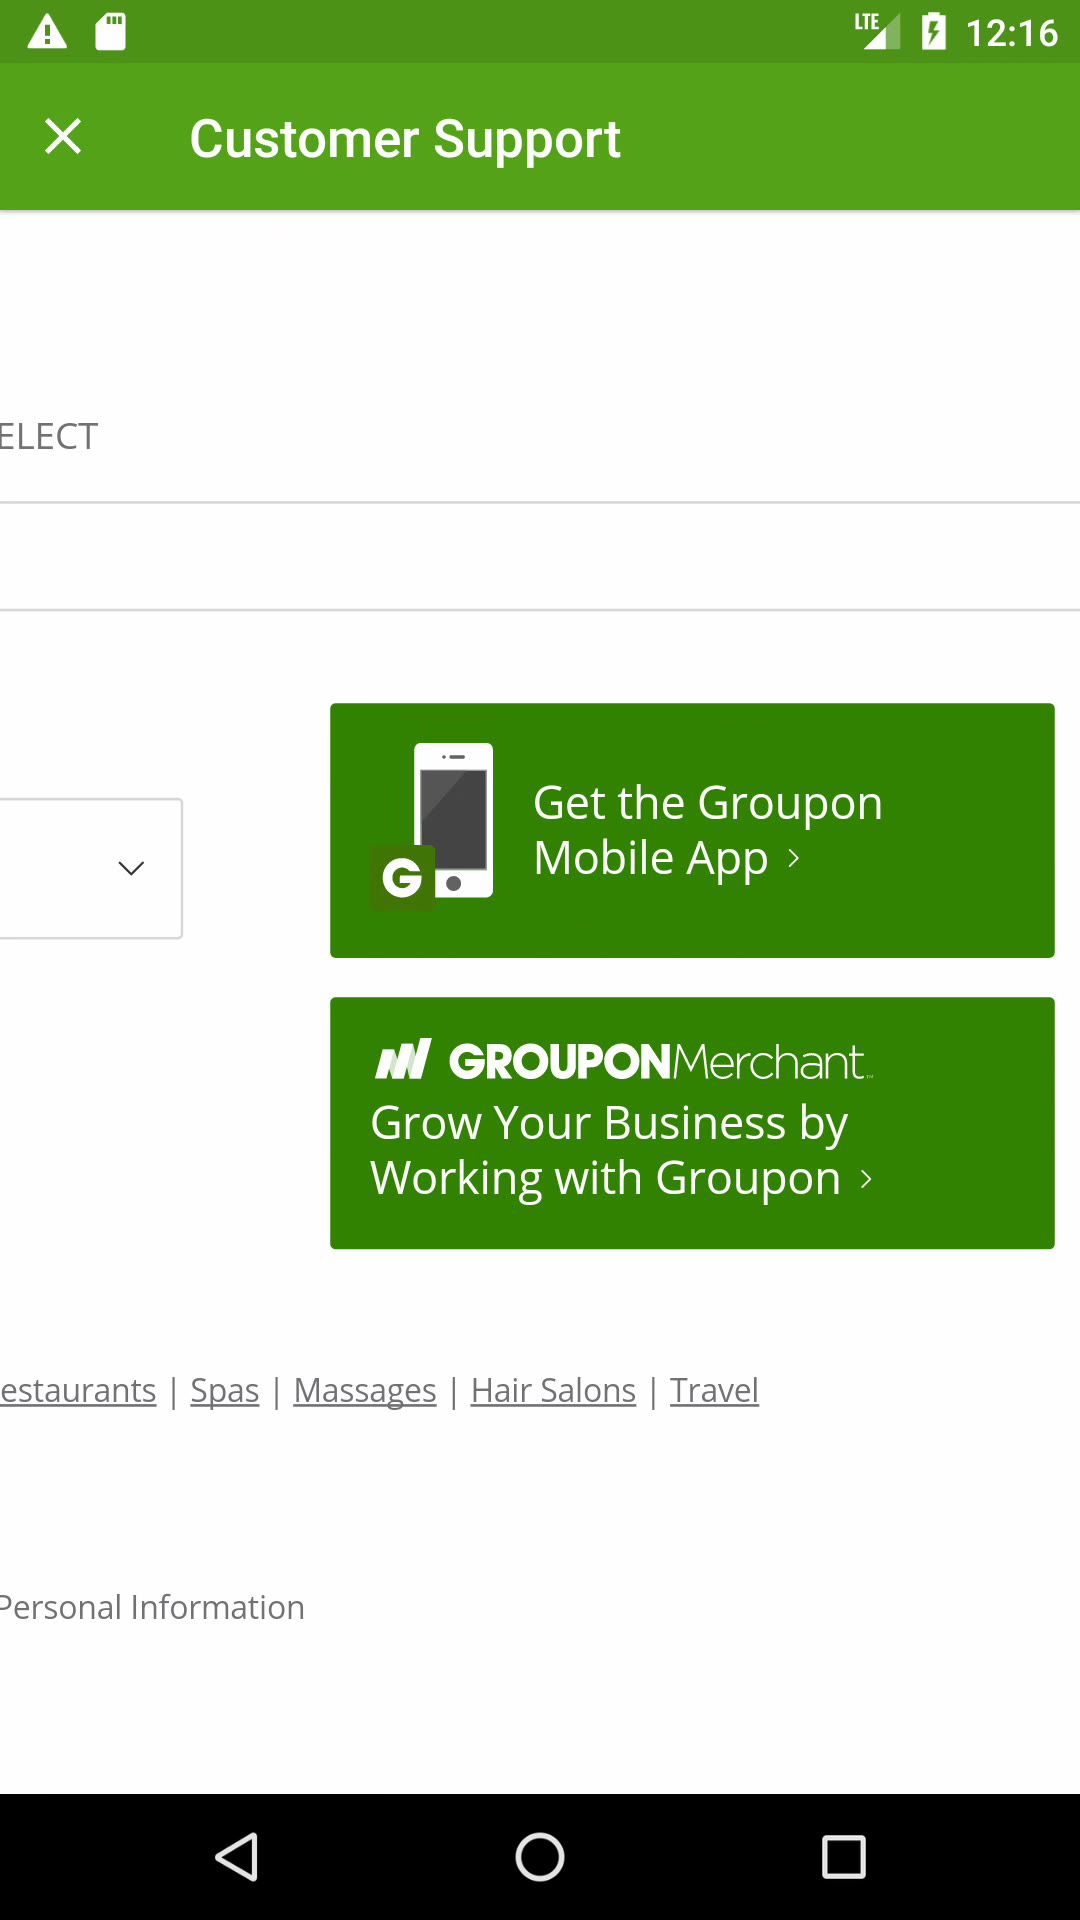 LTE 12:16
Customer Support
ELECT
Get the Groupon
Mobile App ›
GROUPONMerchant™
Grow Your Business by
Working with Groupon ›
estaurants | Spas | Massages | Hair Salons | Travel
Personal Information